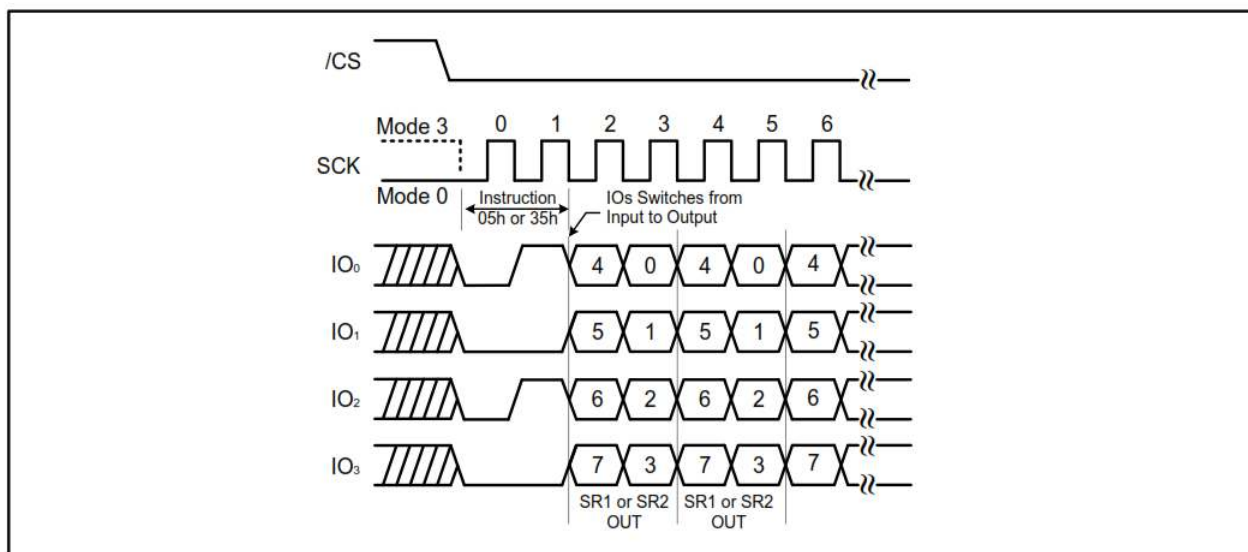 /CS
Mode 3 0 1 2 3 4 5 6
SCK
Mode 0
Instruction
05h or 35h
IOs Switches from
Input to Output
IO₀ 4 0 4 0 4
IO₁ 5 1 5 1 5
IO₂ 6 2 6 2 6
IO₃ 7 3 7 3 7
SR1 or SR2
OUT
SR1 or SR2
OUT